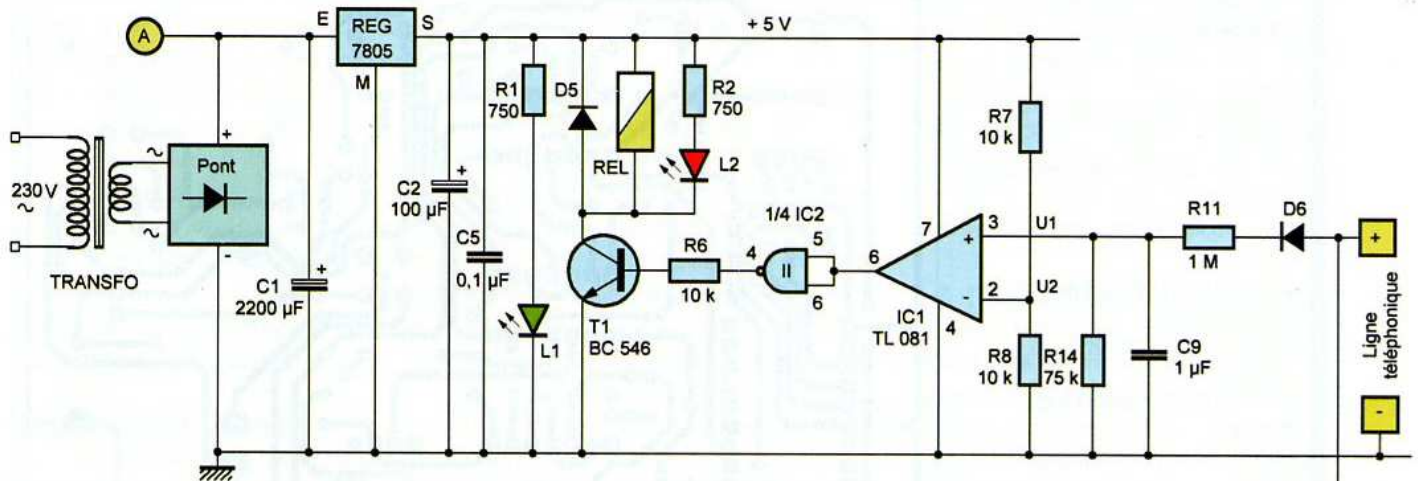 A
E
REG
7805
S
M
+ 5 V
R1
750
D5
REL
R2
750
L2
R7
10 k
230 V
~
~
~
Pont
+
-
TRANSFO
C1
2200 µF
+
C2
100 µF
+
C5
0,1 µF
L1
T1
BC 546
R6
10 k
1/4 IC2
4
II
5
6
6
7
+
-
3
2
4
IC1
TL 081
U1
U2
R8
10 k
R14
75 k
C9
1 µF
R11
1 M
D6
+
Ligne
téléphonique
-